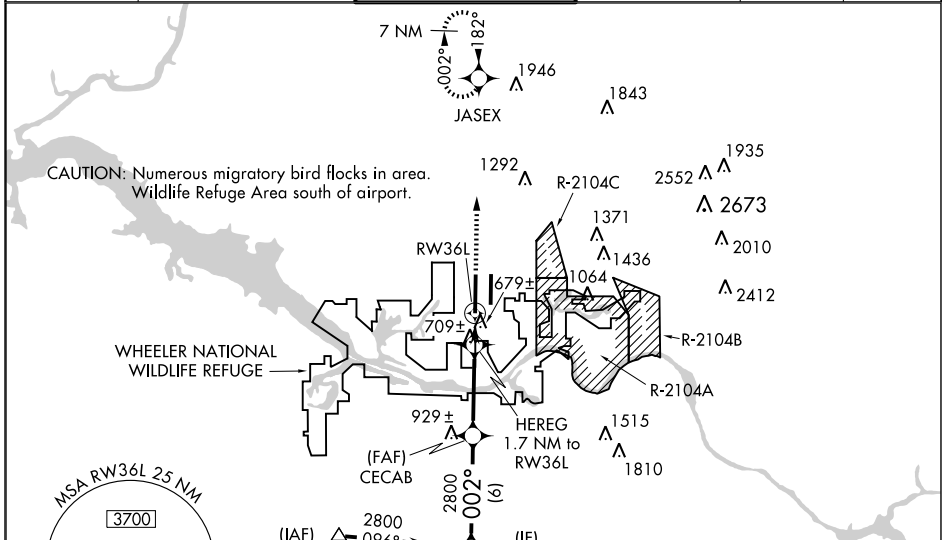 7 NM
182°
002°
JASEX
1946
1843
CAUTION: Numerous migratory bird flocks in area.
Wildlife Refuge Area south of airport.
1292
R-2104C
2552
1935
2673
1371
1436
2010
RW36L
679±
1064
2412
709±
R-2104B
WHEELER NATIONAL
WILDLIFE REFUGE
R-2104A
929±
HEREG
1.7 NM to
RW36L
1515
1810
(FAF)
CECAB
2800
002°
(6)
MSA RW36L 25 NM
3700
(IAF)
2800
096°
(IF)